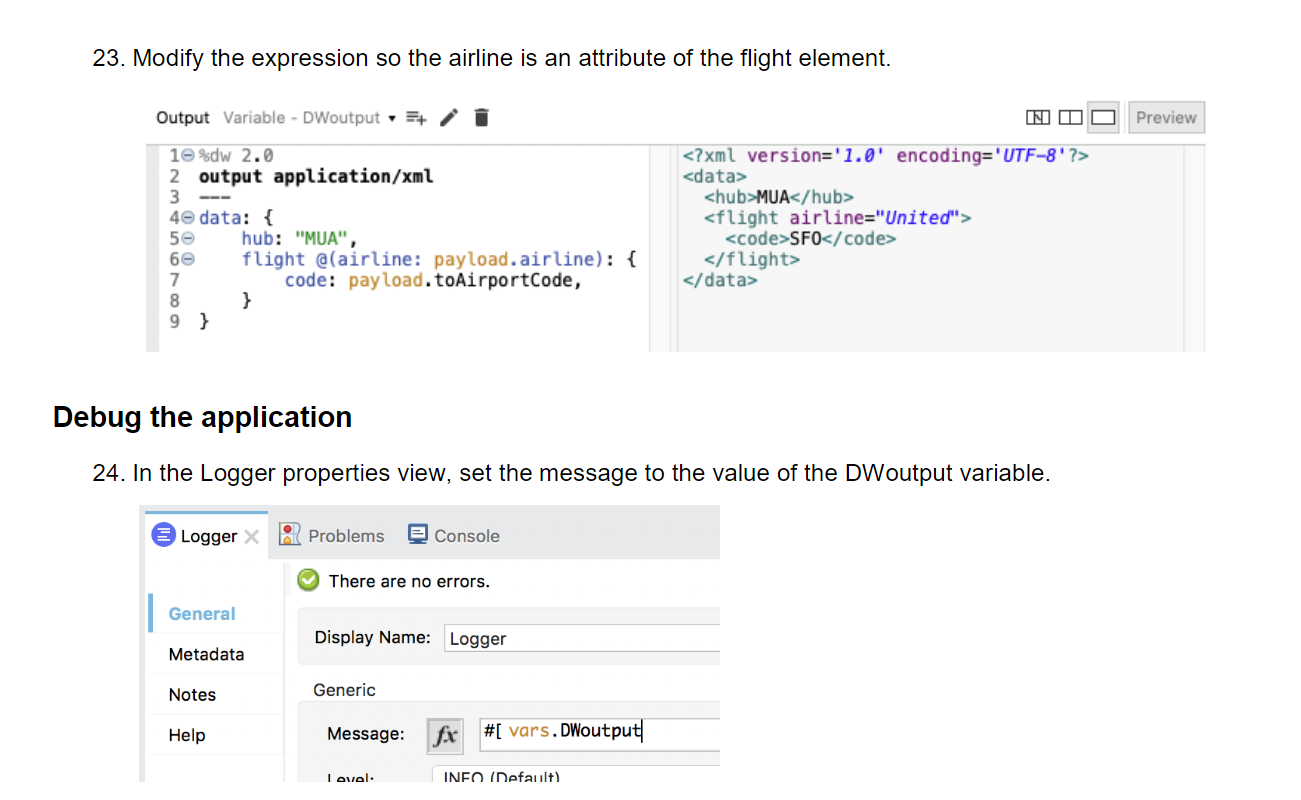 23. Modify the expression so the airline is an attribute of the flight element.
Output Variable - DWoutput Preview
1 %dw 2.0
2 output application/xml
3 ---
4 data: {
5 hub: "MUA",
6 flight @(airline: payload.airline): {
7 code: payload.toAirportCode,
8 }
9 }
<?xml version='1.0' encoding='UTF-8'?>
<data>
<hub>MUA</hub>
<flight airline="United">
<code>SFO</code>
</flight>
</data>
Debug the application
24. In the Logger properties view, set the message to the value of the DWoutput variable.
Logger Problems Console
There are no errors.
General
Metadata
Notes
Help
Display Name: Logger
Generic
Message: fx #[ vars.DWoutput
Level: INFO (Default)